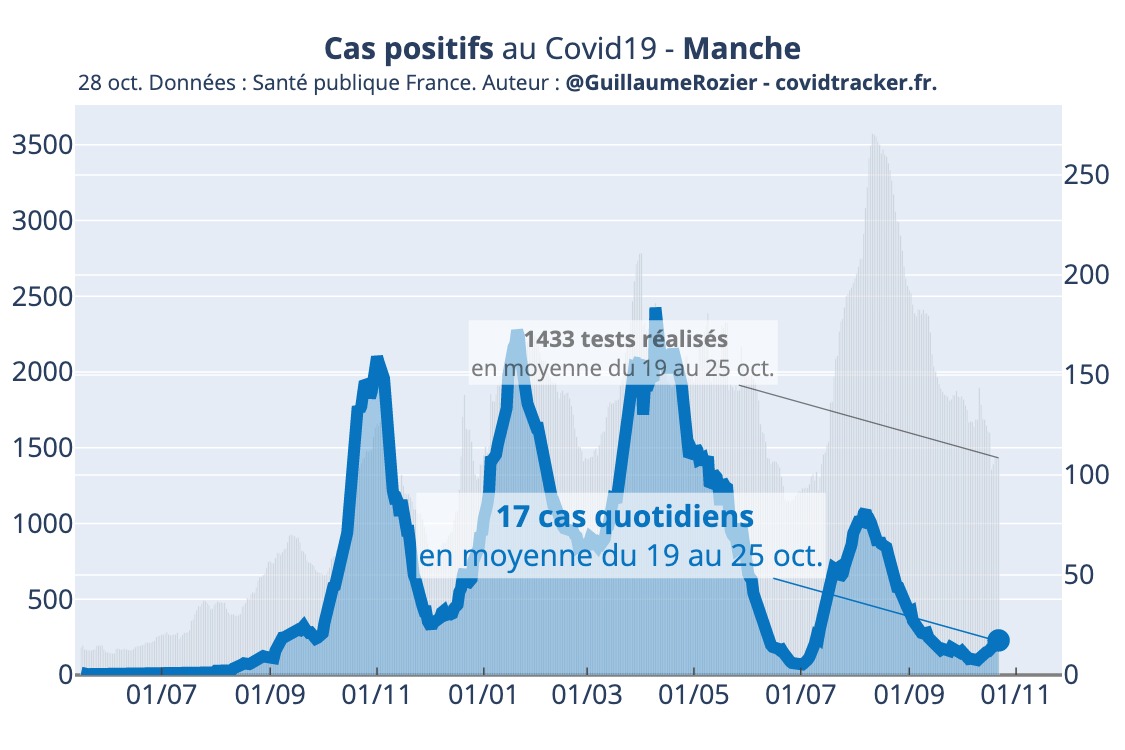 Cas positifs au Covid19 - Manche
28 oct. Données : Santé publique France. Auteur : @GuillaumeRozier - covidtracker.fr.
3500
3000
2500
2000
1500
1000
500
0
250
200
150
100
50
0
1433 tests réalisés
en moyenne du 19 au 25 oct.
17 cas quotidiens
en moyenne du 19 au 25 oct.
01/07 01/09 01/11 01/01 01/03 01/05 01/07 01/09 01/11